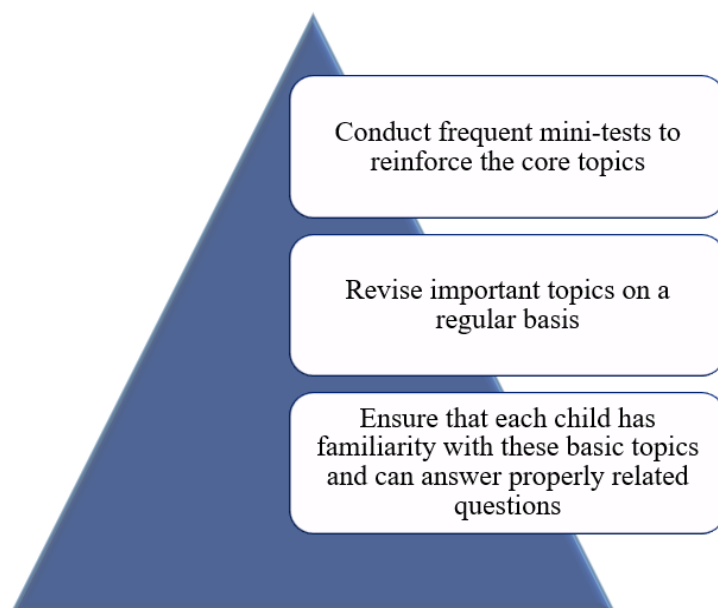 Conduct frequent mini-tests to
reinforce the core topics
Revise important topics on a
regular basis
Ensure that each child has
familiarity with these basic topics
and can answer properly related
questions